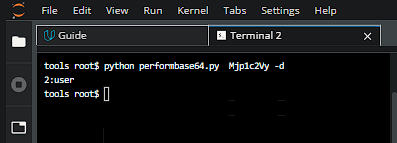 File Edit View Run Kernel Tabs Settings Help
Guide
Terminal 2
tools root$ python performbase64.py Mjp1c2Vy -d
2:user
tools root$